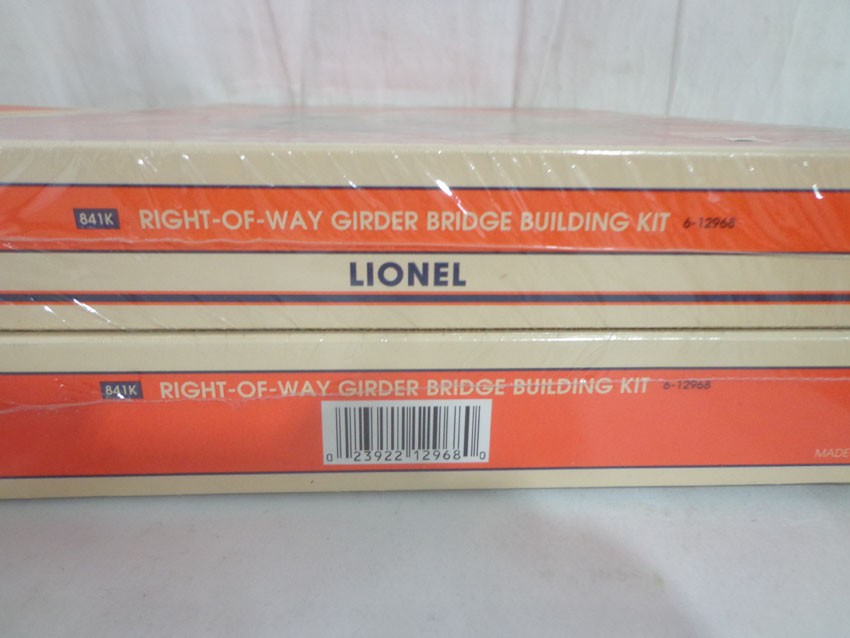 841K RIGHT-OF-WAY GIRDER BRIDGE BUILDING KIT 6-12968
LIONEL
841K RIGHT-OF-WAY GIRDER BRIDGE BUILDING KIT 6-12968
0 23922 12968 0
MADE